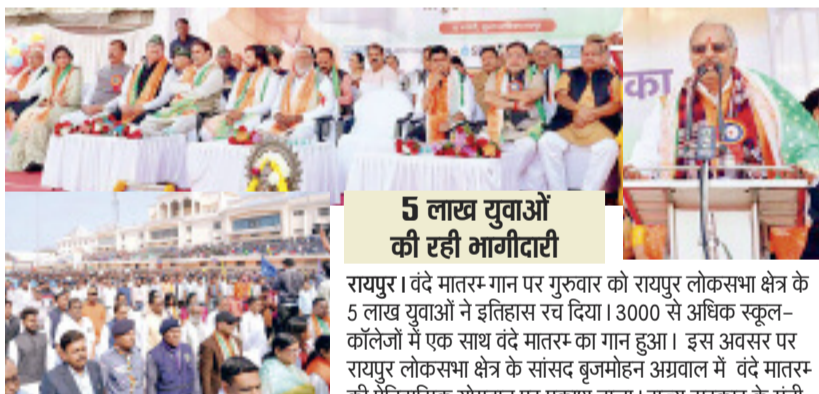 का
5 लाख युवाओं
की रही भागीदारी
रायपुर। वंदे मातरम् गान पर गुरुवार को रायपुर लोकसभा क्षेत्र के
5 लाख युवाओं ने इतिहास रच दिया। 3000 से अधिक स्कूल-
कॉलेजों में एक साथ वंदे मातरम् का गान हुआ। इस अवसर पर
रायपुर लोकसभा क्षेत्र के सांसद बृजमोहन अग्रवाल में वंदे मातरम्